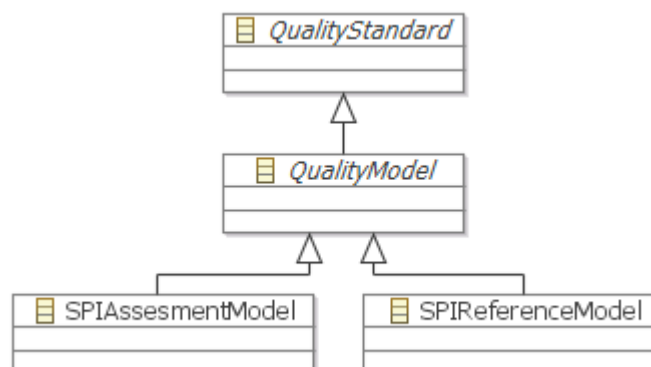 QualityStandard
QualityModel
SPIAssesmentModel
SPIReferenceModel